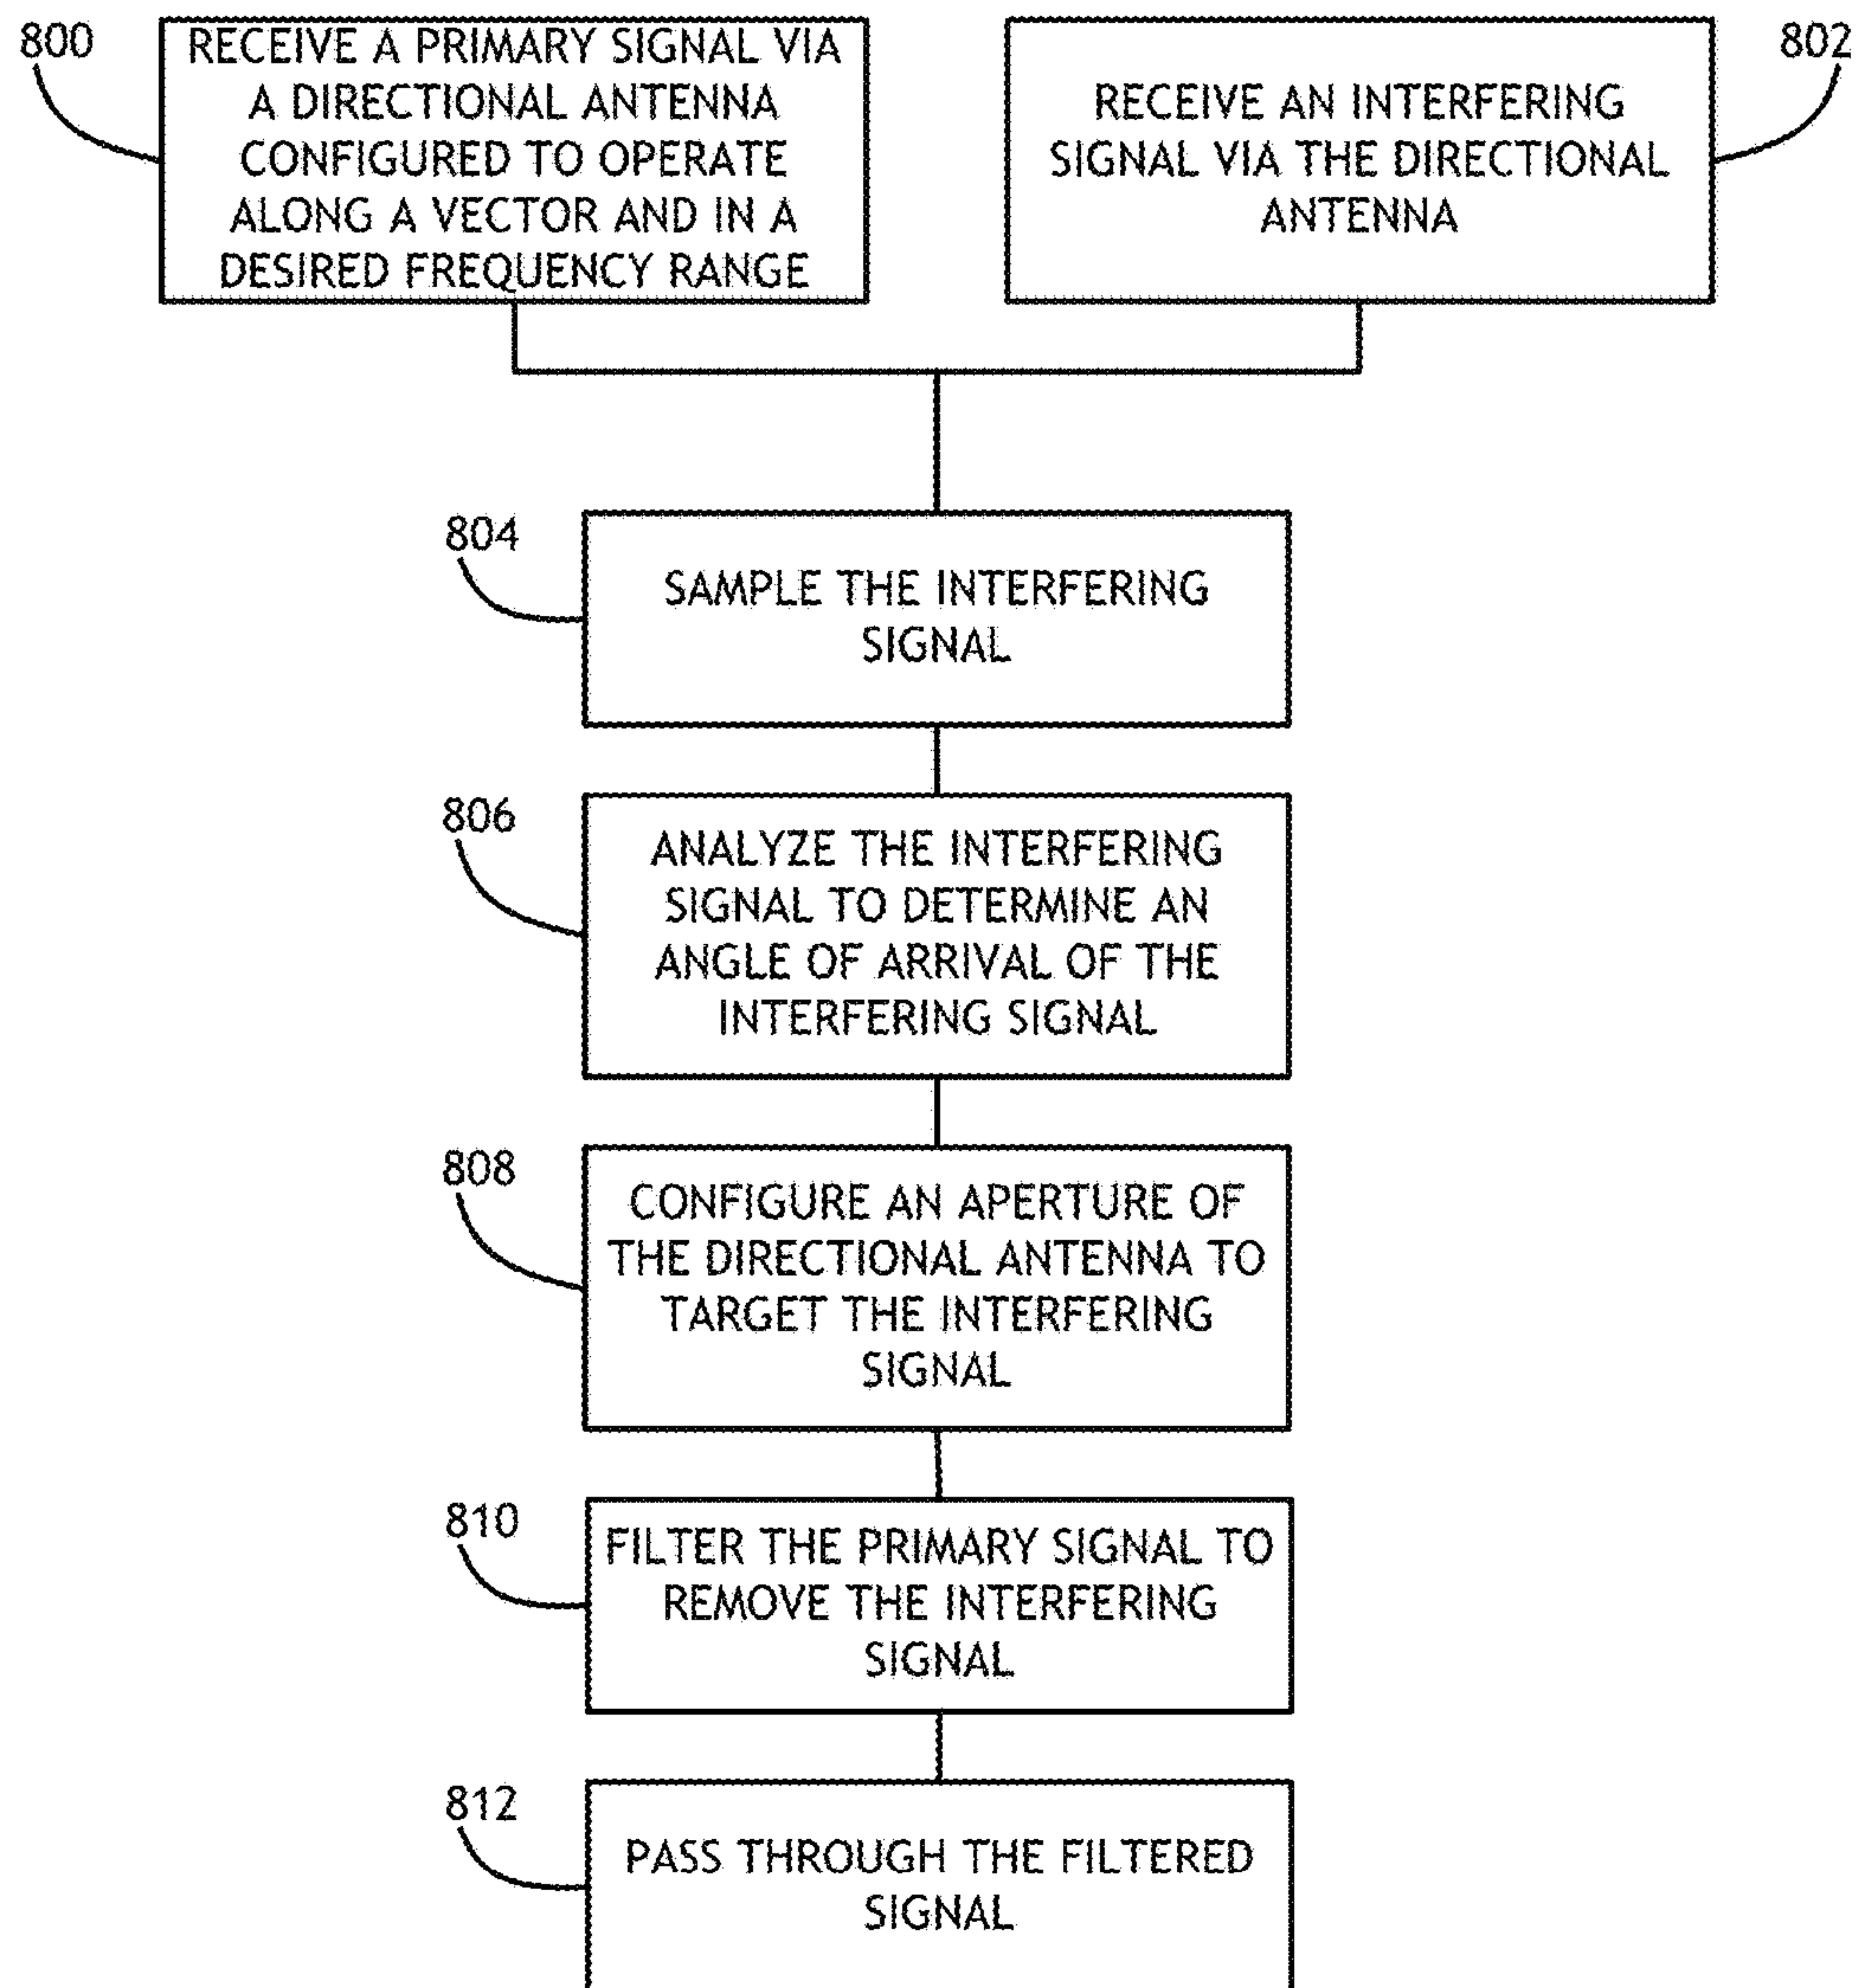 800
RECEIVE A PRIMARY SIGNAL VIA
A DIRECTIONAL ANTENNA
CONFIGURED TO OPERATE
ALONG A VECTOR AND IN A
DESIRED FREQUENCY RANGE
802
RECEIVE AN INTERFERING
SIGNAL VIA THE DIRECTIONAL
ANTENNA
804
SAMPLE THE INTERFERING
SIGNAL
806
ANALYZE THE INTERFERING
SIGNAL TO DETERMINE AN
ANGLE OF ARRIVAL OF THE
INTERFERING SIGNAL
808
CONFIGURE AN APERTURE OF
THE DIRECTIONAL ANTENNA TO
TARGET THE INTERFERING
SIGNAL
810
FILTER THE PRIMARY SIGNAL TO
REMOVE THE INTERFERING
SIGNAL
812
PASS THROUGH THE FILTERED
SIGNAL